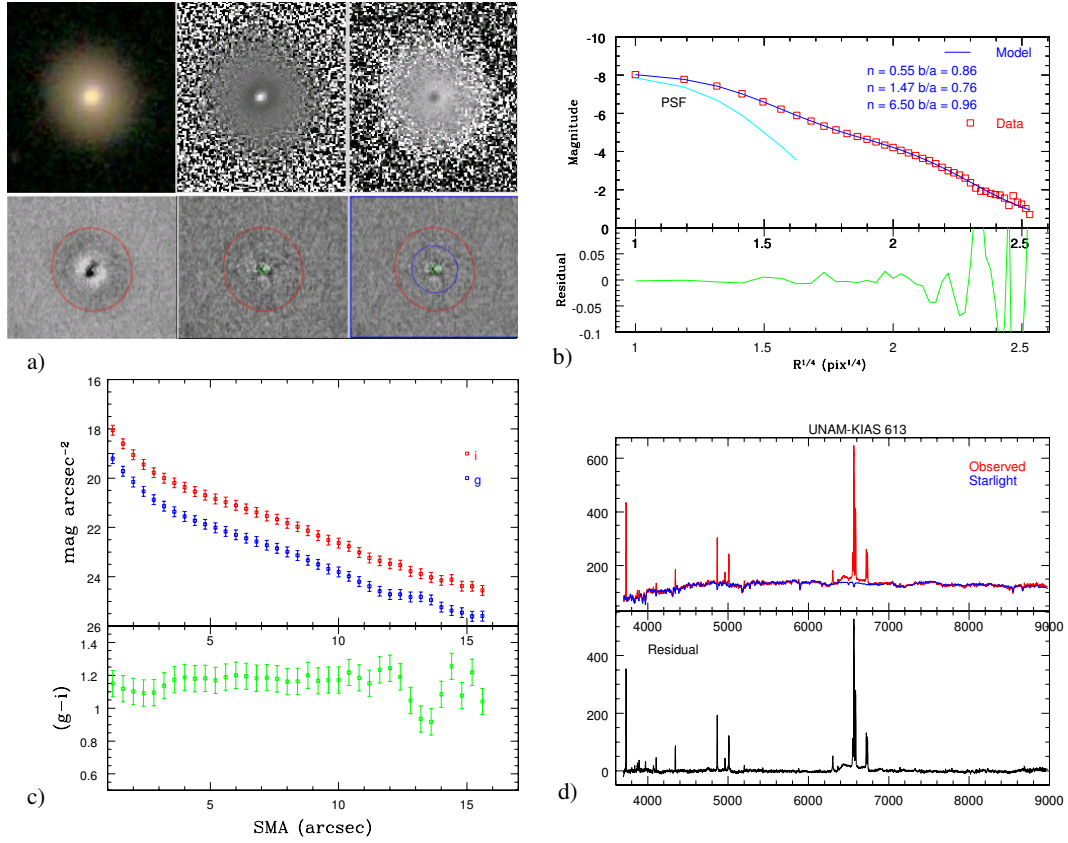 a)
-10
-8
-6
-4
-2
0
Magnitude
Model
n = 0.55 b/a = 0.86
n = 1.47 b/a = 0.76
n = 6.50 b/a = 0.96
PSF
Data
1 1.5 2 2.5
0.05
0
-0.05
-0.1
Residual
1 1.5 2 2.5
R1/4 (pix1/4)
b)
16
18
20
22
24
26
mag arcsec−2
i
g
5 10 15
1.4
1.2
1
0.8
0.6
(g−i)
5 10 15
SMA (arcsec)
c)
UNAM-KIAS 613
600
400
200
Observed
Starlight
4000 5000 6000 7000 8000 9000
Residual
400
200
0
4000 5000 6000 7000 8000 9000
d)